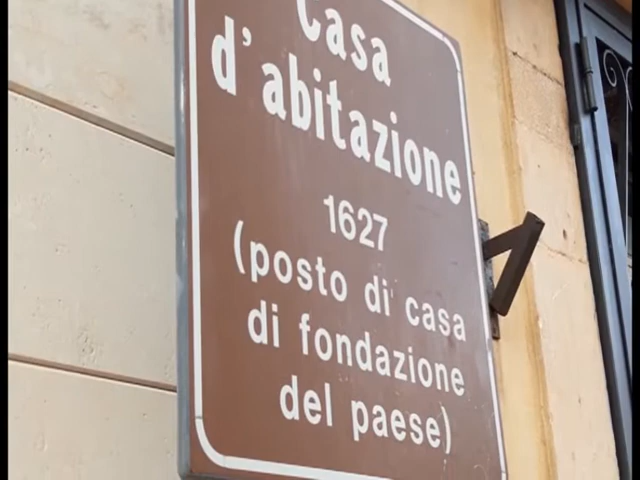 Casa
d'abitazione
1627
(posto di casa
di fondazione
del paese)